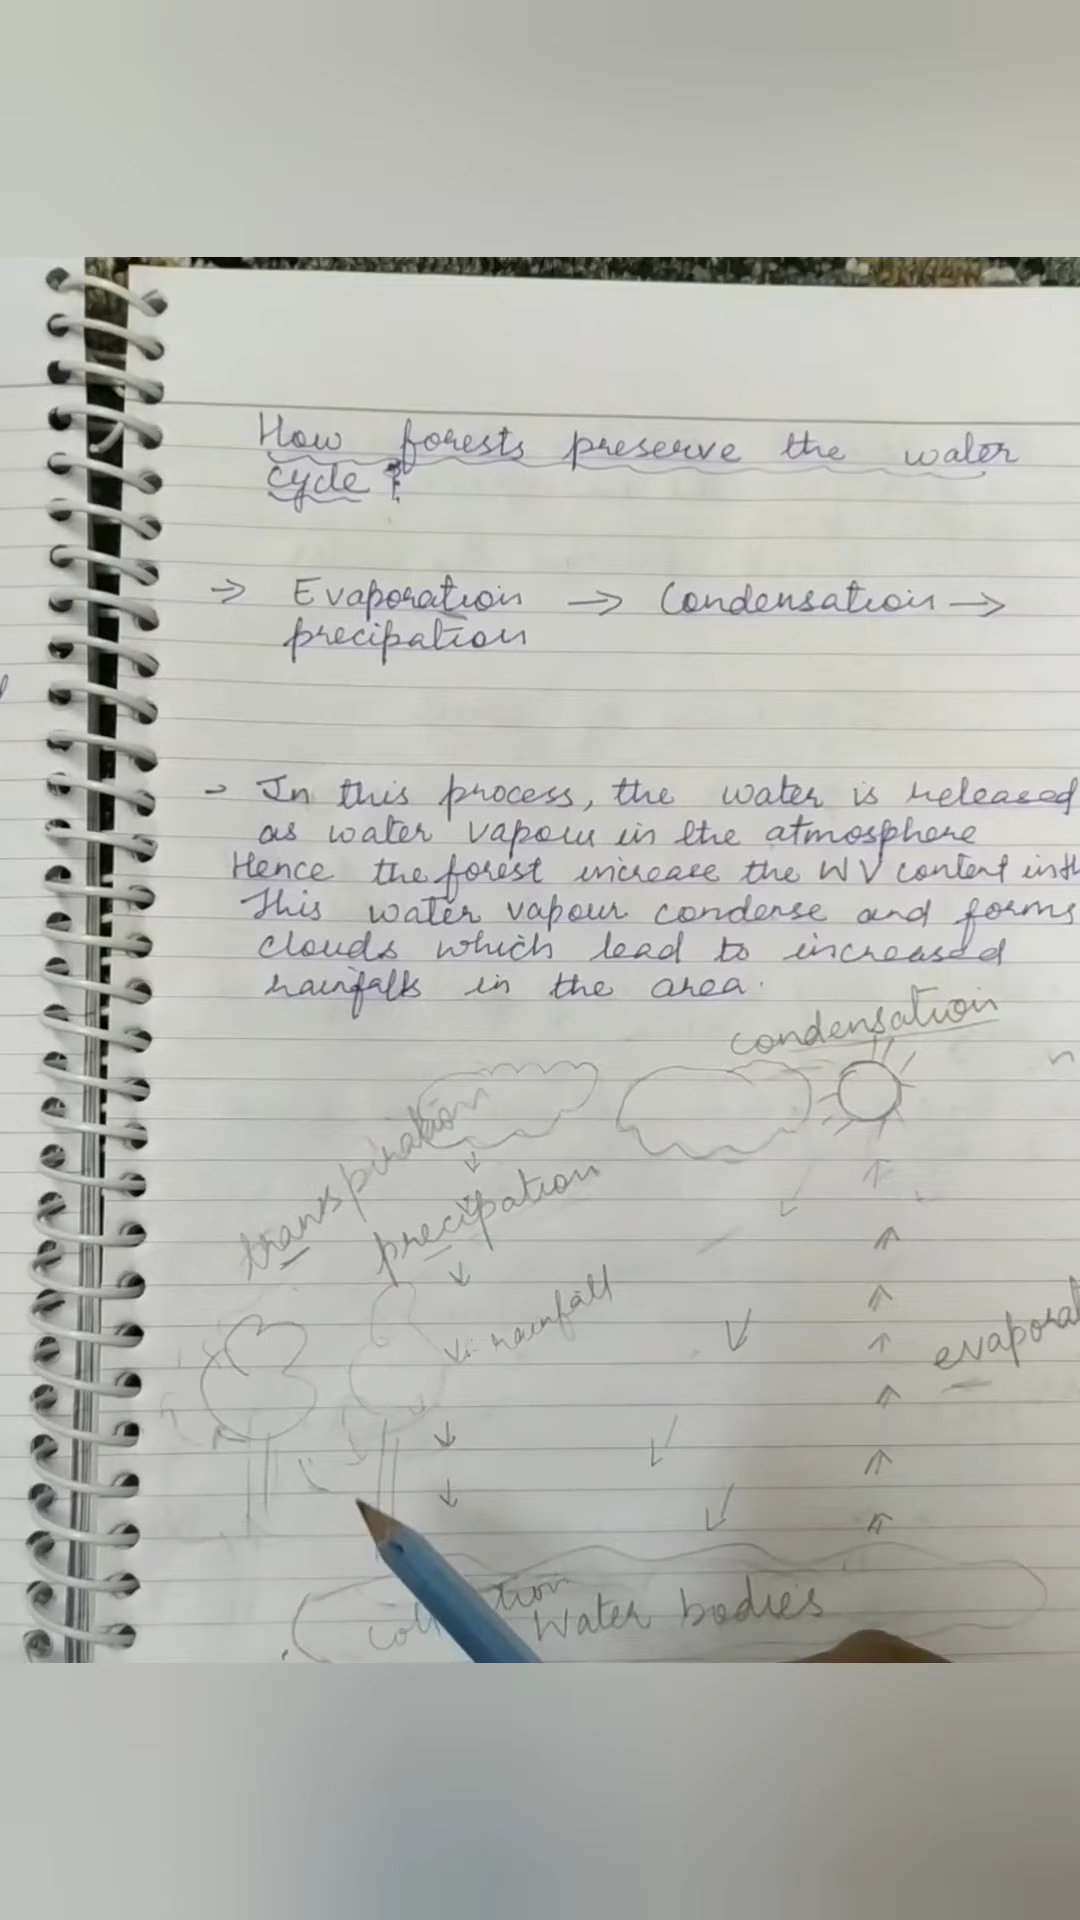 How forests preserve the water
cycle ?
→ Evaporation → Condensation →
precipation
- In this process, the water is released
as water vapour in the atmosphere
Hence the forest increase the WV content in th
This water vapour condense and forms
clouds which lead to increased
rainfalls in the area.
condensation
transpiration
precipation
rainfall
evaporat
Water bodies